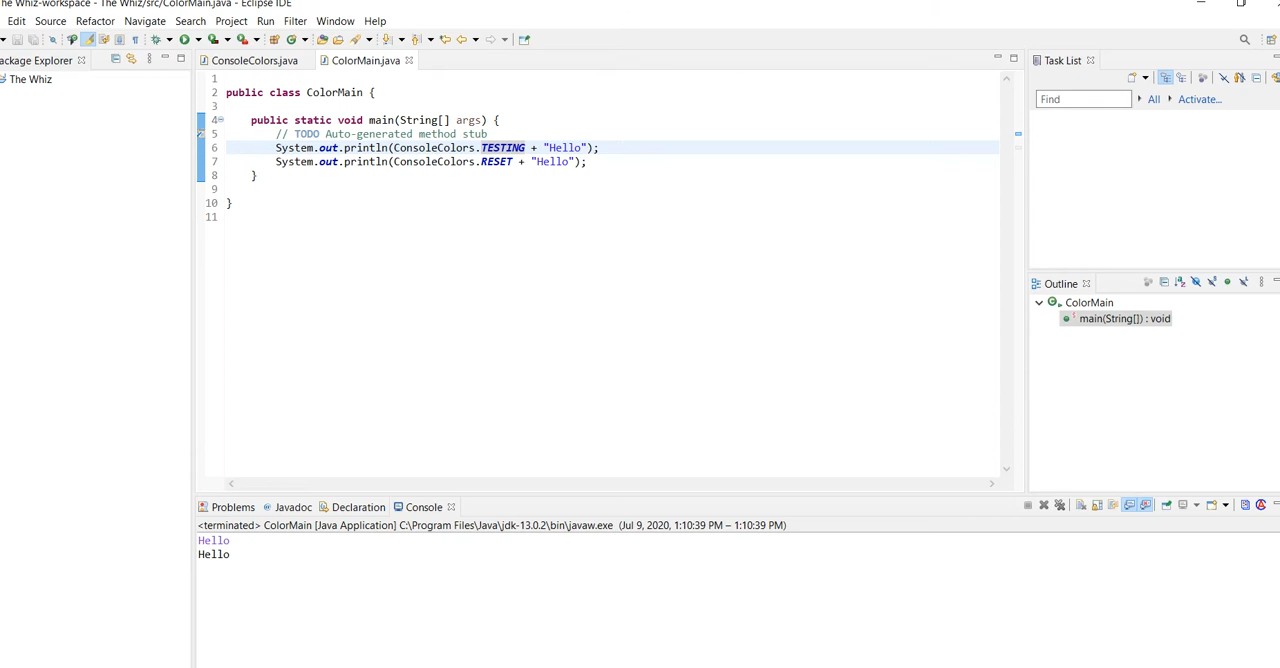 he Whiz-workspace - The Whiz/src/ColorMain.java - Eclipse IDE
Edit Source Refactor Navigate Search Project Run Filter Window Help
ackage Explorer
The Whiz
ConsoleColors.java
ColorMain.java
1
2 public class ColorMain {
3
4 public static void main(String[] args) {
5 // TODO Auto-generated method stub
6 System.out.println(ConsoleColors.TESTING + "Hello");
7 System.out.println(ConsoleColors.RESET + "Hello");
8 }
9
10 }
11
Task List
Find All Activate...
Outline
ColorMain
main(String[]) : void
Problems Javadoc Declaration Console
<terminated> ColorMain [Java Application] C:\Program Files\Java\jdk-13.0.2\bin\javaw.exe (Jul 9, 2020, 1:10:39 PM – 1:10:39 PM)
Hello
Hello